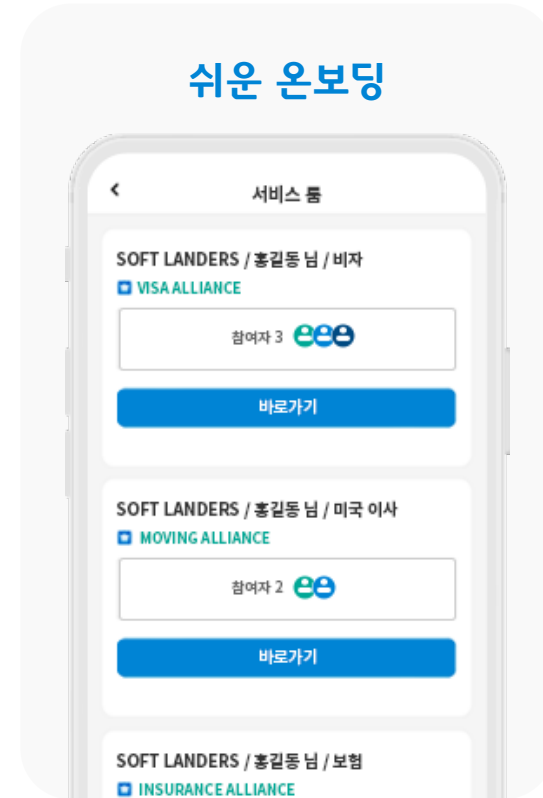 쉬운 온보딩
서비스 룸
SOFT LANDERS / 홍길동 님 / 비자
VISA ALLIANCE
참여자 3
바로가기
SOFT LANDERS / 홍길동 님 / 미국 이사
MOVING ALLIANCE
참여자 2
바로가기
SOFT LANDERS / 홍길동 님 / 보험
INSURANCE ALLIANCE